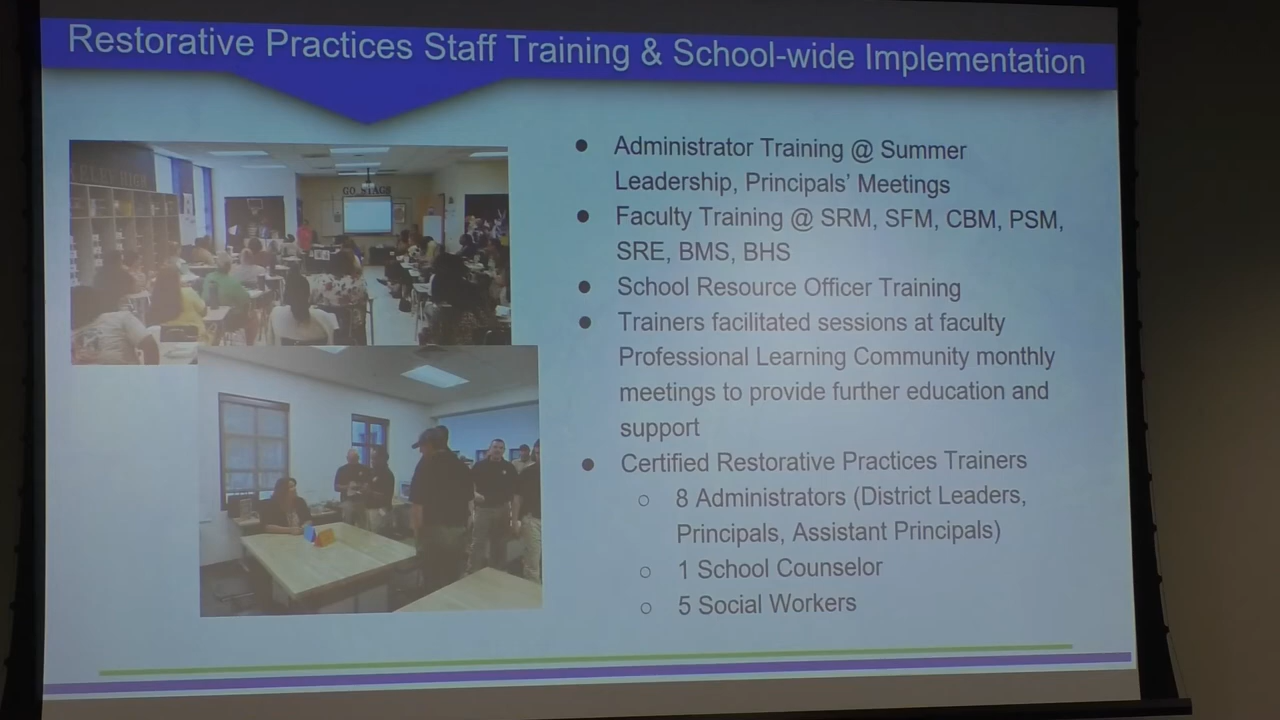 Restorative Practices Staff Training & School-wide Implementation
GO STAGS
● Administrator Training @ Summer
Leadership, Principals' Meetings
● Faculty Training @ SRM, SFM, CBM, PSM,
SRE, BMS, BHS
● School Resource Officer Training
● Trainers facilitated sessions at faculty
Professional Learning Community monthly
meetings to provide further education and
support
● Certified Restorative Practices Trainers
○ 8 Administrators (District Leaders,
Principals, Assistant Principals)
○ 1 School Counselor
○ 5 Social Workers